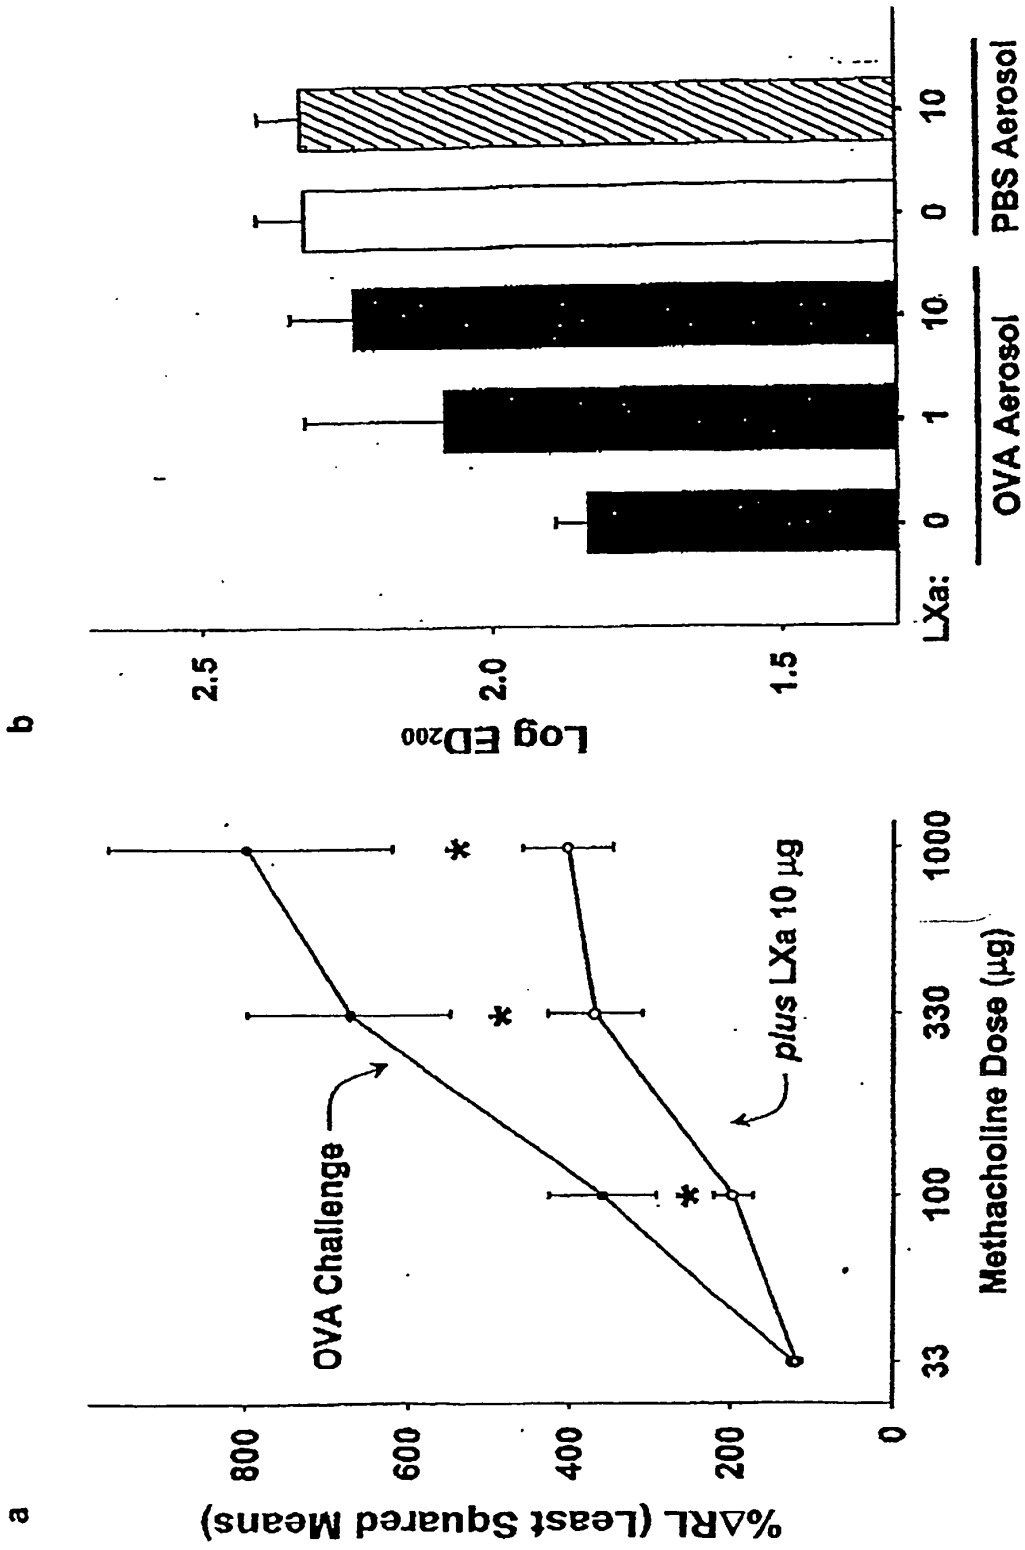 a
%ΔRL (Least Squared Means)
800
600
400
200
0
OVA Challenge
plus LXa 10 µg
*
*
*
33
100
330
1000
Methacholine Dose (µg)
b
Log ED200
2.5
2.0
1.5
LXa:
0
1
10
0
10
OVA Aerosol
PBS Aerosol